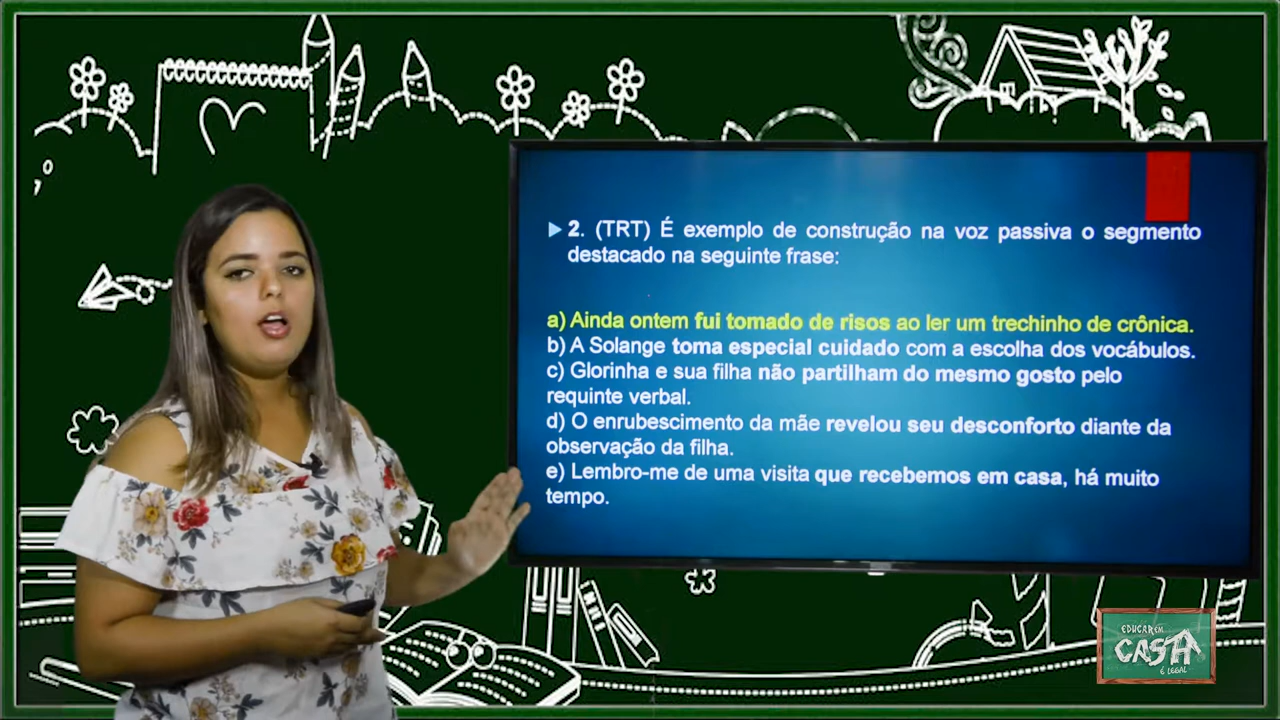 2. (TRT) É exemplo de construção na voz passiva o segmento
destacado na seguinte frase:
a) Ainda ontem fui tomado de risos ao ler um trechinho de crônica.
b) A Solange toma especial cuidado com a escolha dos vocábulos.
c) Glorinha e sua filha não partilham do mesmo gosto pelo
requinte verbal.
d) O enrubescimento da mãe revelou seu desconforto diante da
observação da filha.
e) Lembro-me de uma visita que recebemos em casa, há muito
tempo.
EDUCAR EM
CASA
É LEGAL